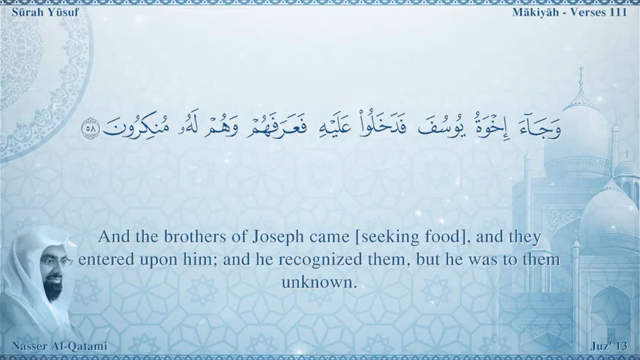 Sūrah Yūsuf
Mākiyāh - Verses 111
وَجَآءَ إِخْوَةُ يُوسُفَ فَدَخَلُوا۟ عَلَيْهِ فَعَرَفَهُمْ وَهُمْ لَهُۥ مُنكِرُونَ ٥٨
And the brothers of Joseph came [seeking food], and they
entered upon him; and he recognized them, but he was to them
unknown.
Nasser Al-Qatami
Juz' 13